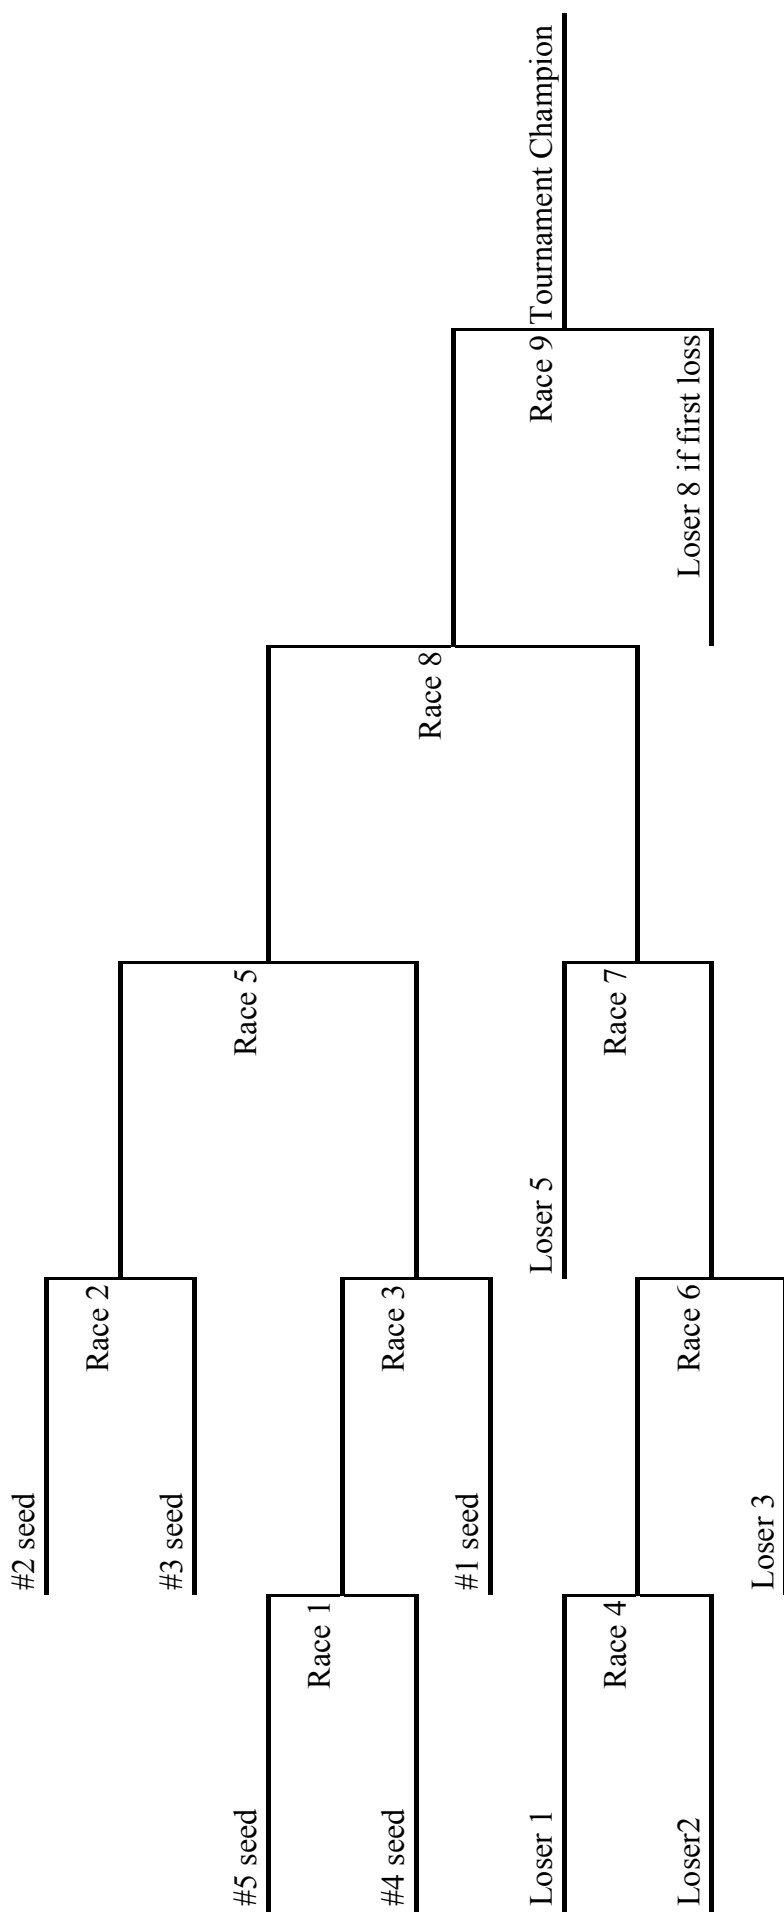 #2 seed
Race 2
#3 seed
Race 5
#5 seed
Race 1
Race 3
#4 seed
Race 8
#1 seed
Race 9
Tournament Champion
Loser 5
Loser 1
Race 4
Race 7
Loser2
Race 6
Loser 8 if first loss
Loser 3